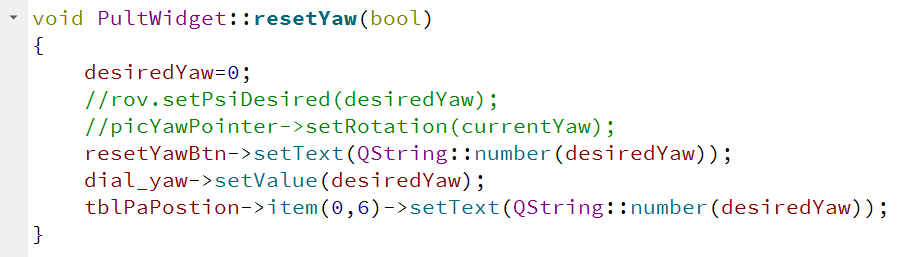 void PultWidget::resetYaw(bool)
{
    desiredYaw=0;
    //rov.setPsiDesired(desiredYaw);
    //picYawPointer->setRotation(currentYaw);
    resetYawBtn->setText(QString::number(desiredYaw));
    dial_yaw->setValue(desiredYaw);
    tblPaPostion->item(0,6)->setText(QString::number(desiredYaw));
}